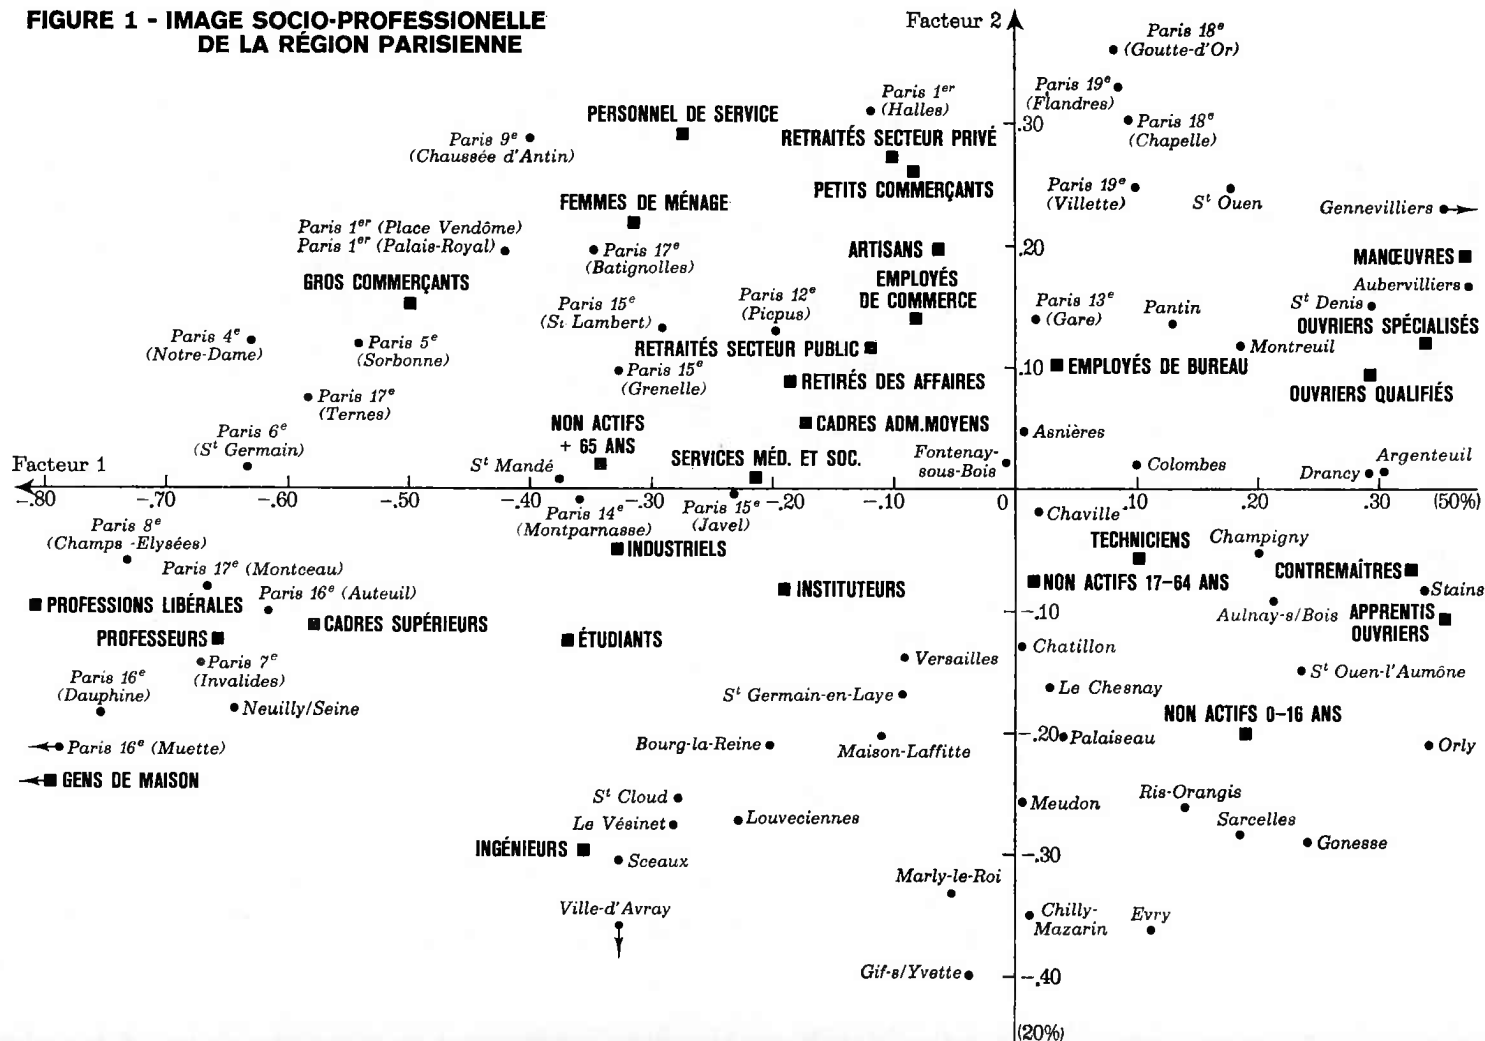 FIGURE 1 - IMAGE SOCIO-PROFESSIONELLE
DE LA RÉGION PARISIENNE
Facteur 2
Paris 18e
(Goutte-d'Or)
Paris 19e
(Flandres)
Paris 1er
(Halles)
PERSONNEL DE SERVICE
.30
Paris 18e
(Chapelle)
Paris 9e
(Chaussée d'Antin)
RETRAITÉS SECTEUR PRIVÉ
PETITS COMMERÇANTS
Paris 19e
(Villette)
St Ouen
Gennevilliers
FEMMES DE MÉNAGE
Paris 1er (Place Vendôme)
Paris 1er (Palais-Royal)
Paris 17e
(Batignolles)
ARTISANS
.20
MANŒUVRES
GROS COMMERÇANTS
EMPLOYÉS
DE COMMERCE
Aubervilliers
Paris 15e
(St Lambert)
Paris 12e
(Picpus)
Paris 13e
(Gare)
Pantin
St Denis
OUVRIERS SPÉCIALISÉS
Paris 4e
(Notre-Dame)
Paris 5e
(Sorbonne)
RETRAITÉS SECTEUR PUBLIC
Montreuil
Paris 15e
(Grenelle)
RETIRÉS DES AFFAIRES
.10
EMPLOYÉS DE BUREAU
OUVRIERS QUALIFIÉS
Paris 17e
(Ternes)
NON ACTIFS
+ 65 ANS
CADRES ADM.MOYENS
Asnières
Paris 6e
(St Germain)
St Mandé
SERVICES MÉD. ET SOC.
Fontenay-
sous-Bois
Colombes
Drancy
Argenteuil
Facteur 1
-.80
-.70
-.60
-.50
-.40
-.30
-.20
-.10
0
.10
.20
.30
(50%)
Paris 8e
(Champs-Elysées)
Paris 14e
(Montparnasse)
Paris 15e
(Javel)
Chaville
INDUSTRIELS
TECHNICIENS
Champigny
Paris 17e (Montceau)
CONTREMAÎTRES
Paris 16e (Auteuil)
INSTITUTEURS
NON ACTIFS 17-64 ANS
Stains
PROFESSIONS LIBÉRALES
-.10
Aulnay-s/Bois
APPRENTIS
OUVRIERS
CADRES SUPÉRIEURS
PROFESSEURS
ÉTUDIANTS
Chatillon
Paris 7e
(Invalides)
Versailles
St Ouen-l'Aumône
Paris 16e
(Dauphine)
St Germain-en-Laye
Le Chesnay
Neuilly/Seine
NON ACTIFS 0-16 ANS
Paris 16e (Muette)
Bourg-la-Reine
Maison-Laffitte
-.20
Palaiseau
Orly
GENS DE MAISON
St Cloud
Meudon
Ris-Orangis
Le Vésinet
Louveciennes
Sarcelles
INGÉNIEURS
Sceaux
-.30
Gonesse
Marly-le-Roi
Ville-d'Avray
Chilly-
Mazarin
Evry
Gif-s/Yvette
-.40
(20%)